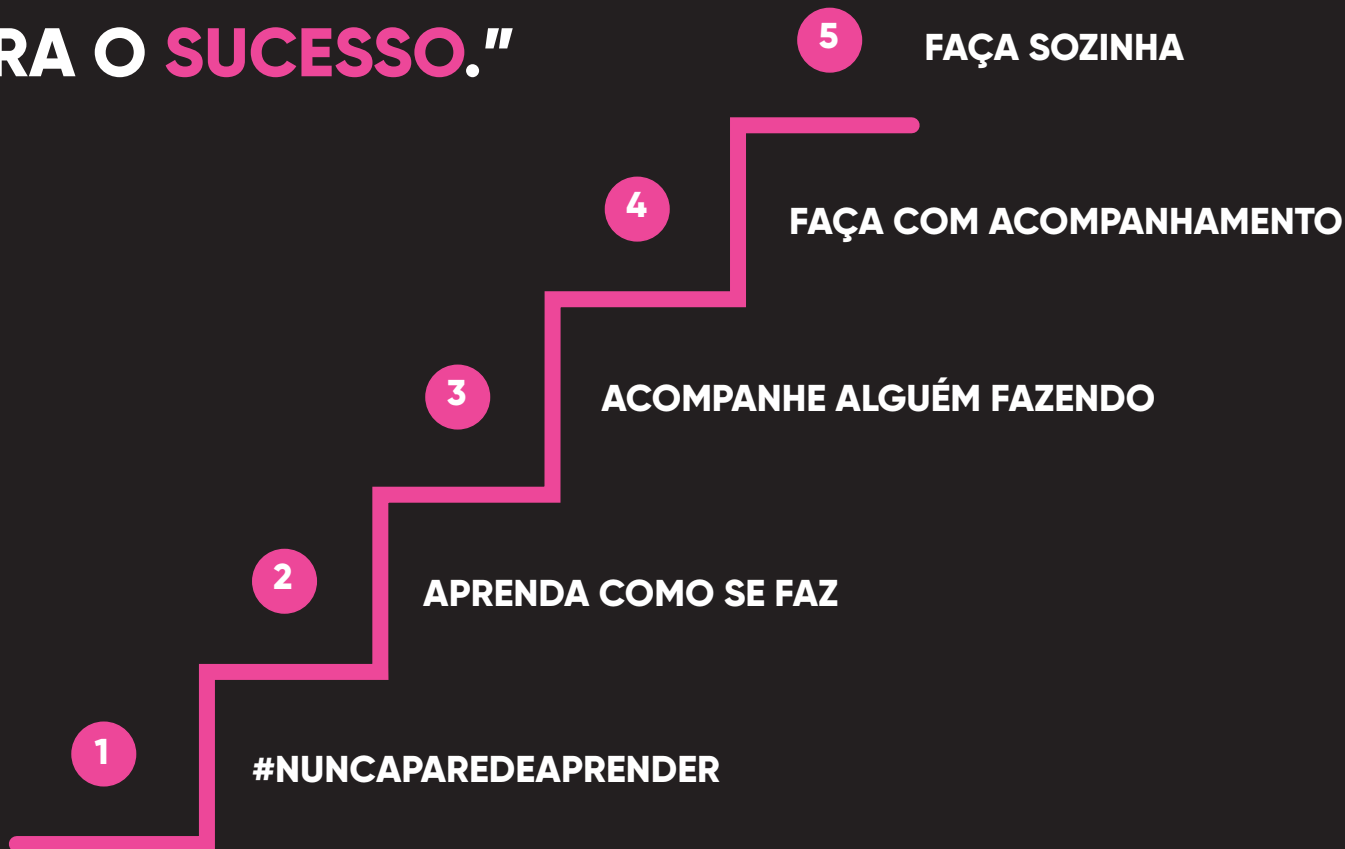 RA O SUCESSO."
5
FAÇA SOZINHA
4
FAÇA COM ACOMPANHAMENTO
3
ACOMPANHE ALGUÉM FAZENDO
2
APRENDA COMO SE FAZ
1
#NUNCAPAREDEAPRENDER